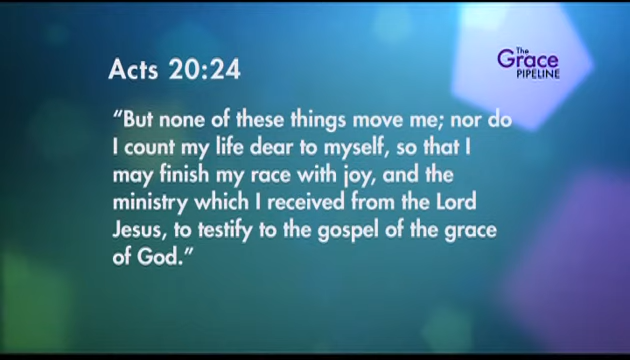 The
Grace
PIPELINE
Acts 20:24
“But none of these things move me; nor do
I count my life dear to myself, so that I
may finish my race with joy, and the
ministry which I received from the Lord
Jesus, to testify to the gospel of the grace
of God.”